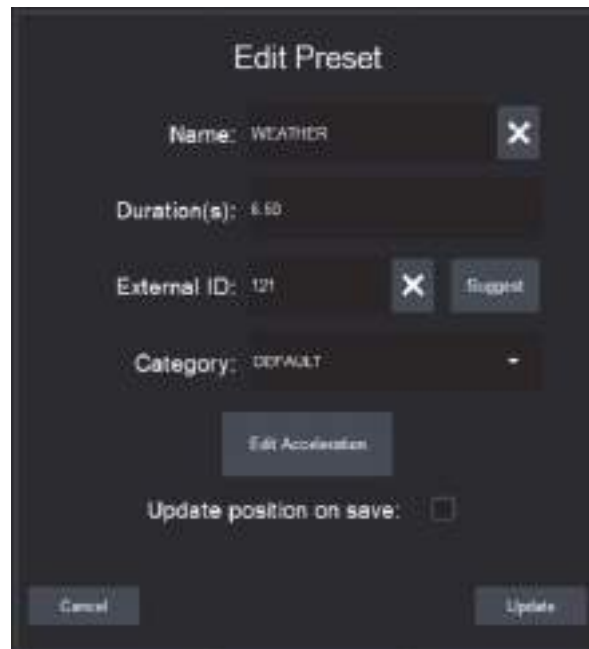 Edit Preset
Name: WEATHER
Duration(s): 6.50
External ID: 121 Suggest
Category: DEFAULT
Edit Acceleration
Update position on save:
Cancel Update